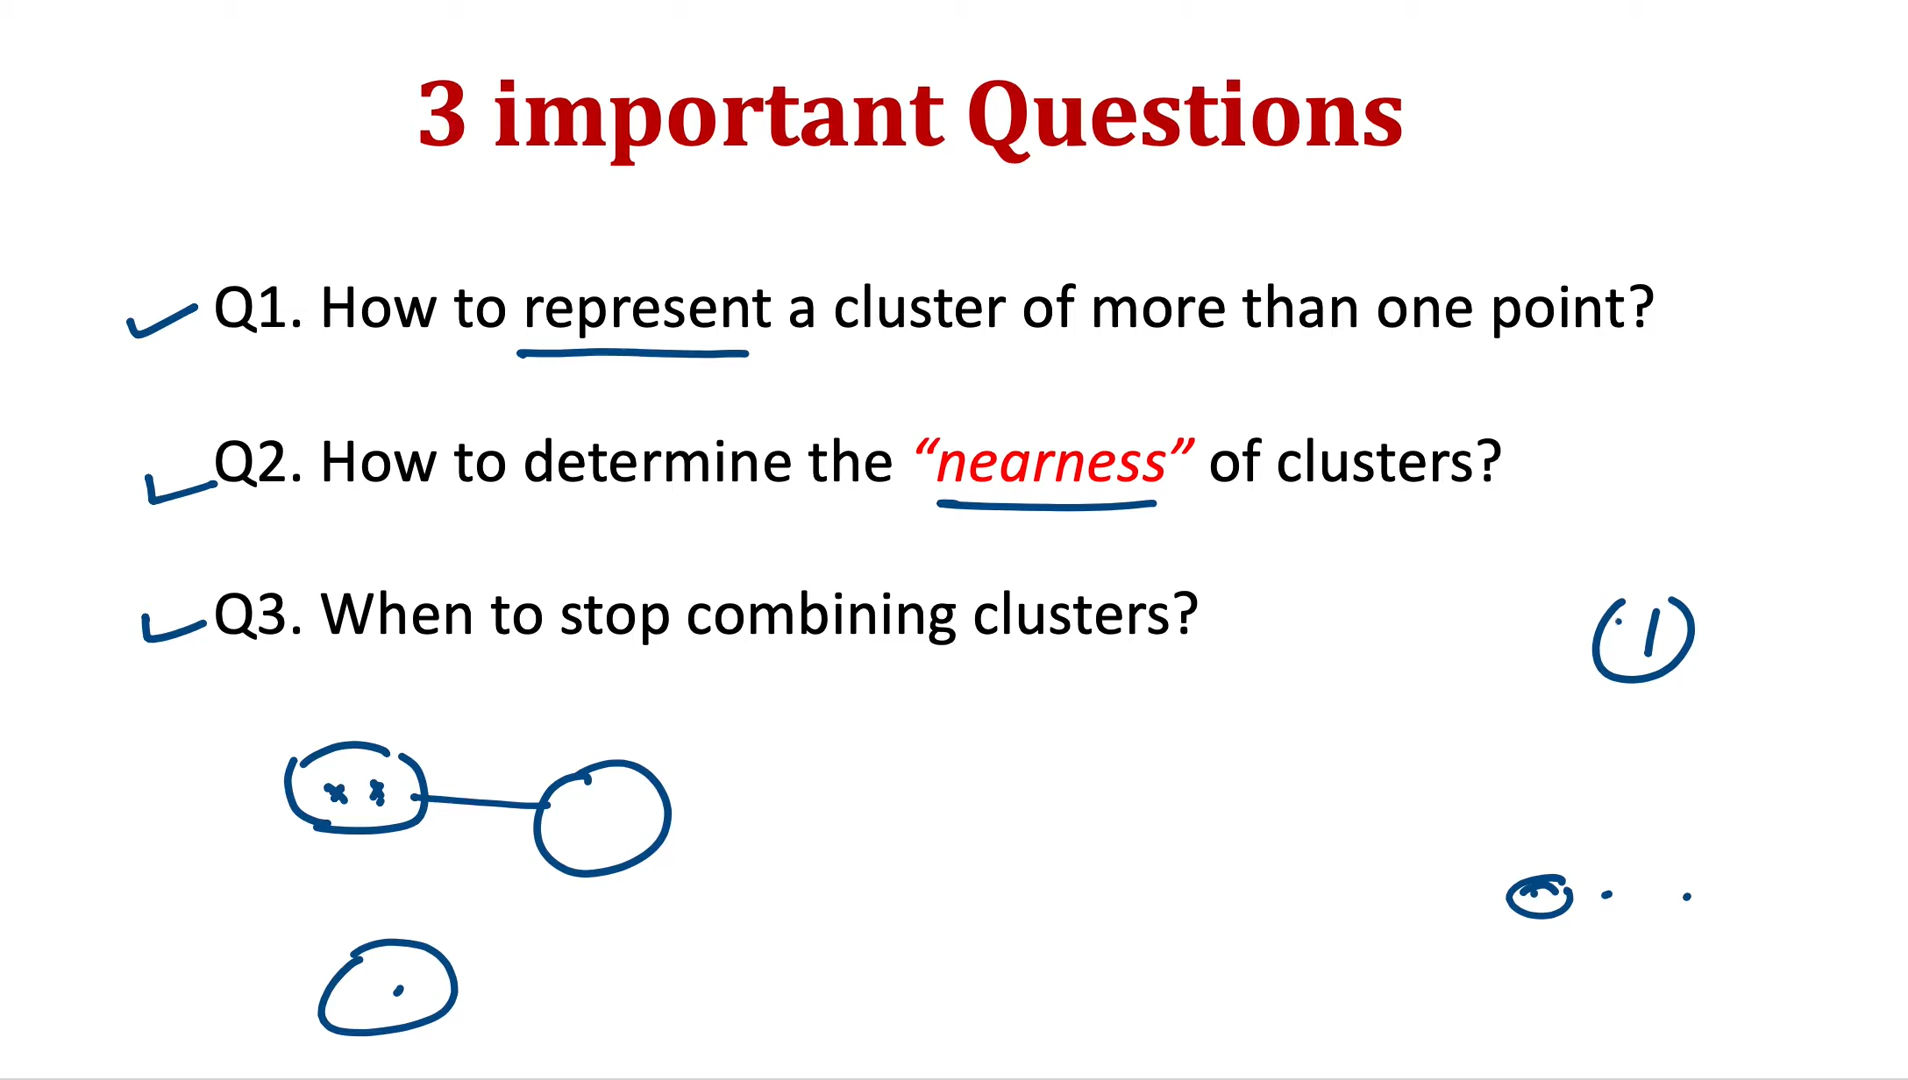 3 important Questions
Q1. How to represent a cluster of more than one point?
Q2. How to determine the “nearness” of clusters?
Q3. When to stop combining clusters?